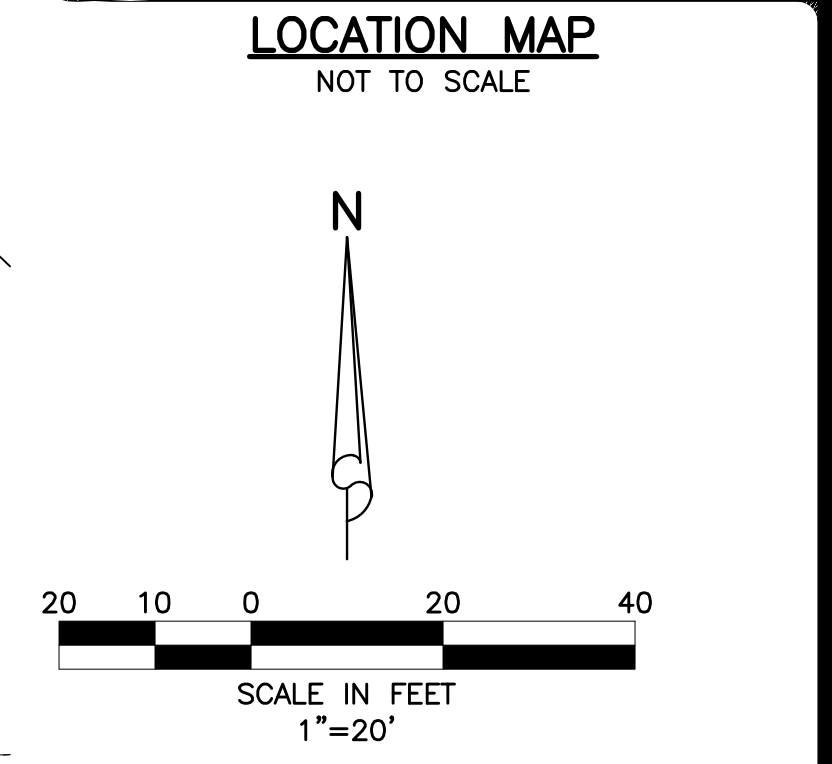 LOCATION MAP
NOT TO SCALE
N
20 10 0 20 40
SCALE IN FEET
1"=20'